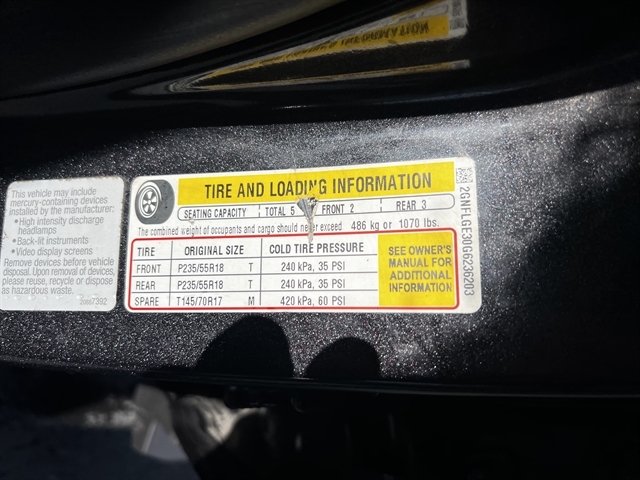 This vehicle may include
mercury-containing devices
installed by the manufacturer:
• High intensity discharge
headlamps
• Back-lit instruments
• Video display screens
Remove devices before vehicle
disposal. Upon removal of devices,
please reuse, recycle or dispose
as hazardous waste.
TIRE AND LOADING INFORMATION
SEATING CAPACITY TOTAL 5 FRONT 2 REAR 3
The combined weight of occupants and cargo should never exceed 486 kg or 1070 lbs.
TIRE ORIGINAL SIZE COLD TIRE PRESSURE
FRONT P235/55R18 T 240 kPa, 35 PSI
REAR P235/55R18 T 240 kPa, 35 PSI
SPARE T145/70R17 M 420 kPa, 60 PSI
SEE OWNER'S
MANUAL FOR
ADDITIONAL
INFORMATION
2GNFLGE30G6236203